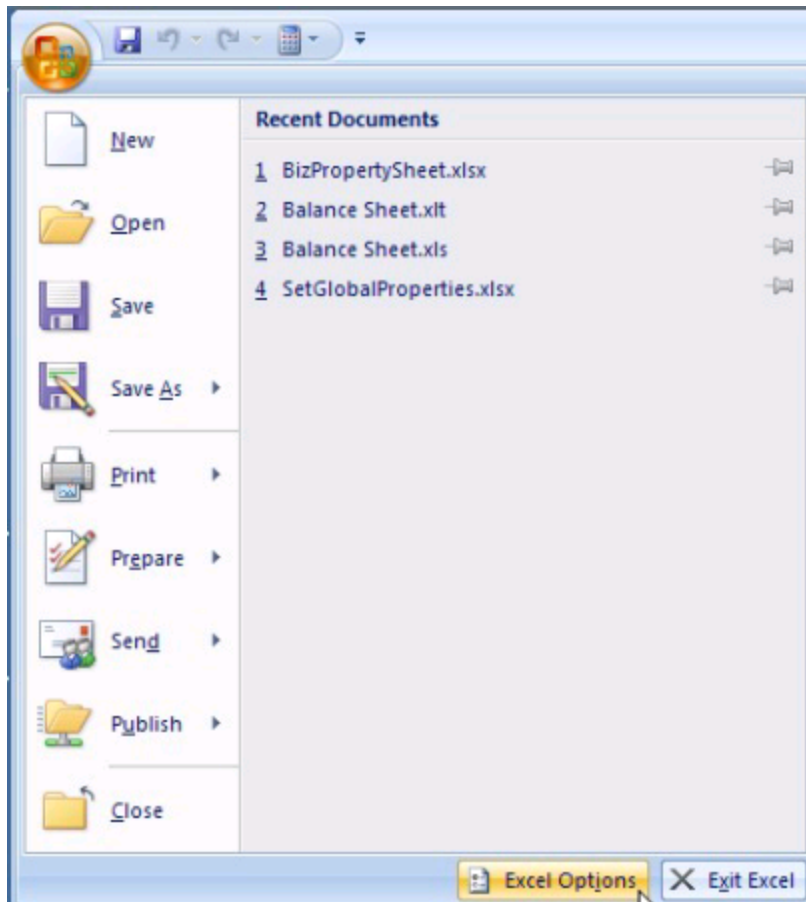 New
Open
Save
Save As
Print
Prepare
Send
Publish
Close
Recent Documents
1 BizPropertySheet.xlsx
2 Balance Sheet.xlt
3 Balance Sheet.xls
4 SetGlobalProperties.xlsx
Excel Options
Exit Excel